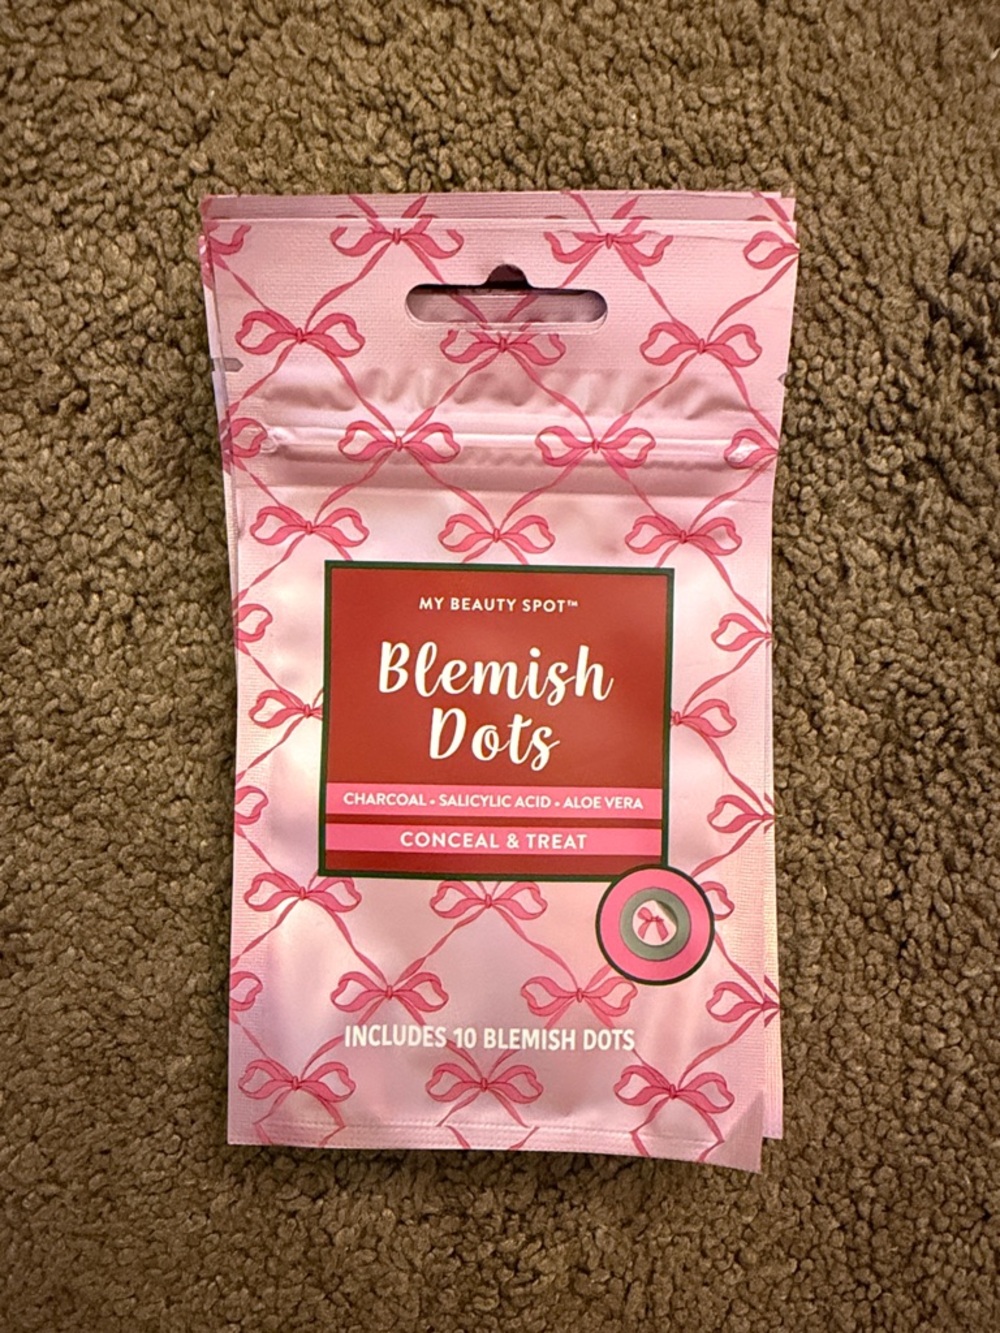 MY BEAUTY SPOT™
Blemish
Dots
CHARCOAL • SALICYLIC ACID • ALOE VERA
CONCEAL & TREAT
INCLUDES 10 BLEMISH DOTS